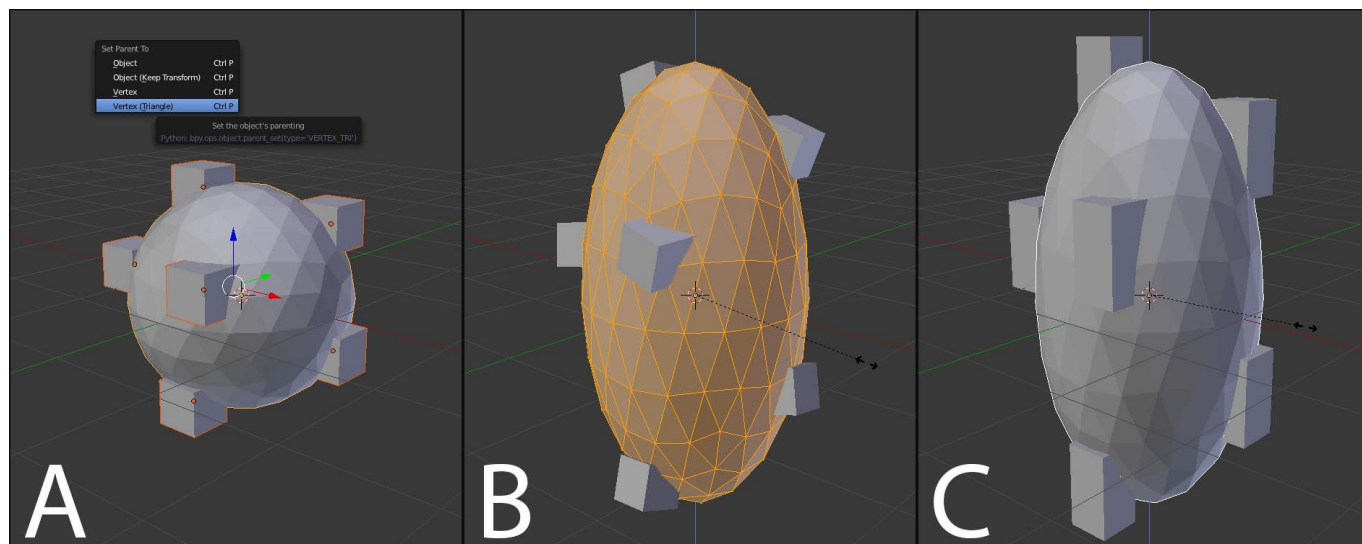 Set Parent To
Object Ctrl P
Object (Keep Transform) Ctrl P
Vertex Ctrl P
Vertex (Triangle) Ctrl P
Set the object's parenting
Python: bpy.ops.object.parent_set(type='VERTEX_TRI')
A
B
C